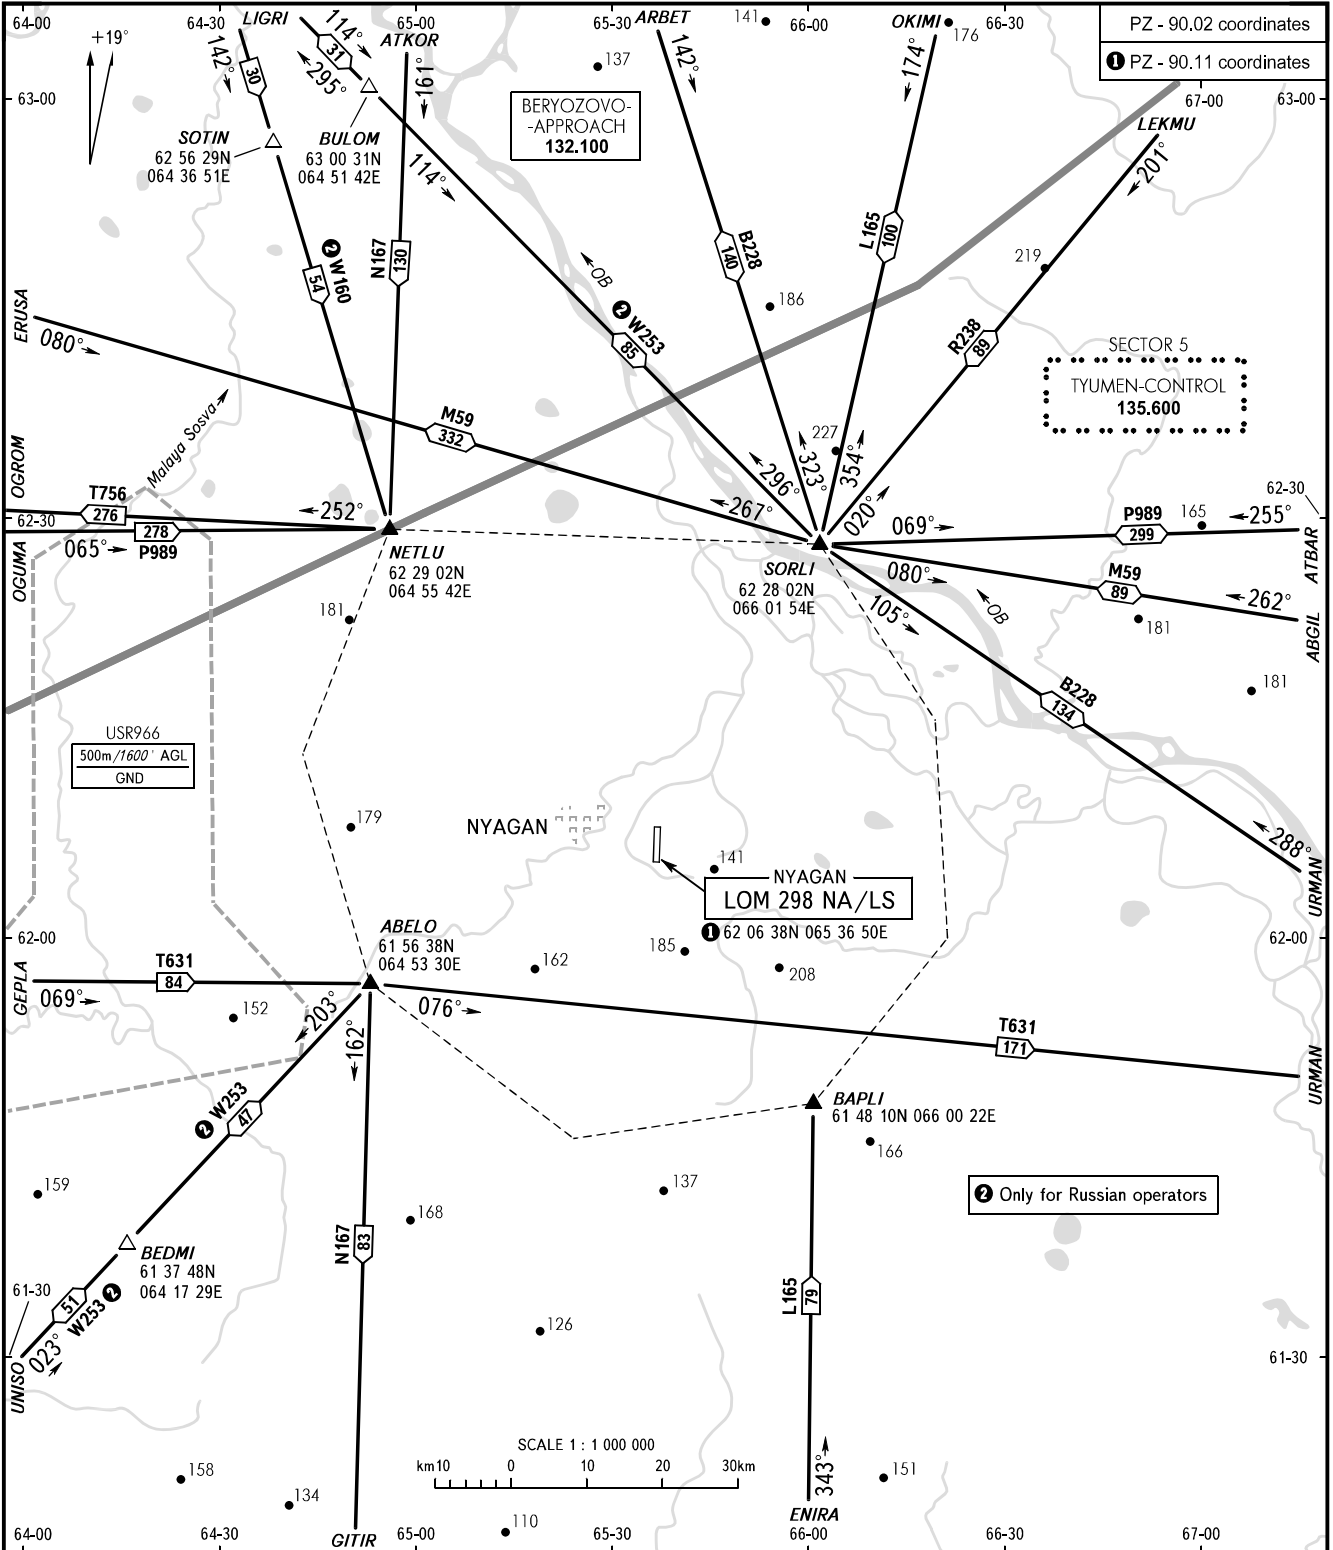 64-00
64-30
LIGRI
65-00
65-30
ARBET
141
66-00
OKIMI
176
66-30
PZ - 90.02 coordinates
❶ PZ - 90.11 coordinates
+19°
142°
30
114°
31
295°
ATKOR
161°
137
142°
174°
63-00
67-00
63-00
BERYOZOVO-
-APPROACH
132.100
LEKMU
201°
SOTIN
62 56 29N
064 36 51E
BULOM
63 00 31N
064 51 42E
114°
N167
130
❷ W160
54
B228
140
L165
100
OB
219
186
❷ W253
85
R238
89
ERUSA
080°
SECTOR 5
TYUMEN-CONTROL
135.600
M59
332
Malaya Sosva
227
296°
323°
354°
020°
267°
OGROM
T756
276
252°
62-30
278
P989
065°
OGUMA
NETLU
62 29 02N
064 55 42E
SORLI
62 28 02N
066 01 54E
069°
P989
299
165
255°
62-30
ATBAR
080°
M59
89
262°
ABGIL
105°
OB
181
181
181
B228
134
288°
URMAN
USR966
500m/1600' AGL
GND
179
NYAGAN
141
NYAGAN
LOM 298 NA/LS
❶ 62 06 38N 065 36 50E
62-00
62-00
ABELO
61 56 38N
064 53 30E
162
185
208
GEPLA
T631
84
069°
152
203°
162°
076°
T631
171
URMAN
❷ W253
47
BAPLI
61 48 10N 066 00 22E
166
159
137
168
❷ Only for Russian operators
BEDMI
61 37 48N
064 17 29E
N167
83
61-30
51
W253 ❷
023°
UNISO
L165
79
126
61-30
SCALE 1 : 1 000 000
km10 0 10 20 30km
343°
151
158
134
110
ENIRA
GITIR
64-00
64-30
65-00
65-30
66-00
66-30
67-00